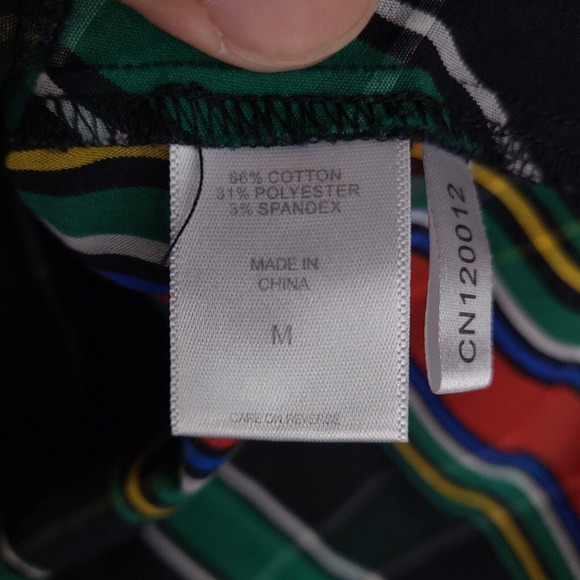 66% COTTON
31% POLYESTER
3% SPANDEX
MADE IN
CHINA
M
CARE ON REVERSE
CN120012